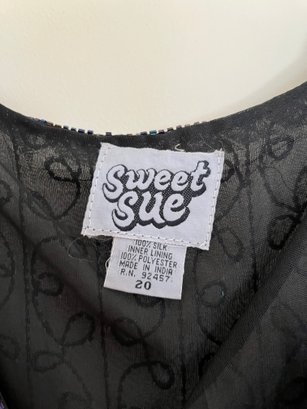 Sweet
Sue
100% SILK
INNER LINING
100% POLYESTER
MADE IN INDIA
R.N. 92457
20